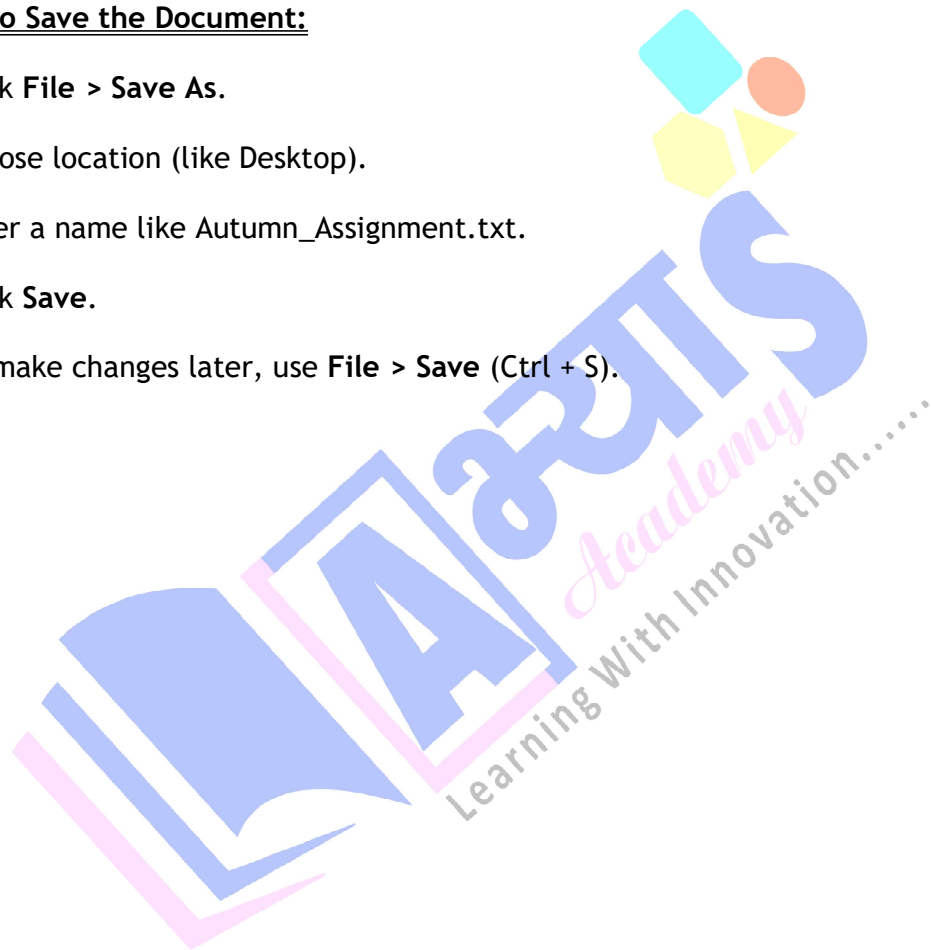 o Save the Document:
k File > Save As.
ose location (like Desktop).
er a name like Autumn_Assignment.txt.
k Save.
make changes later, use File > Save (Ctrl + S).
A भ्याS
Academy
Learning With Innovation.....
A